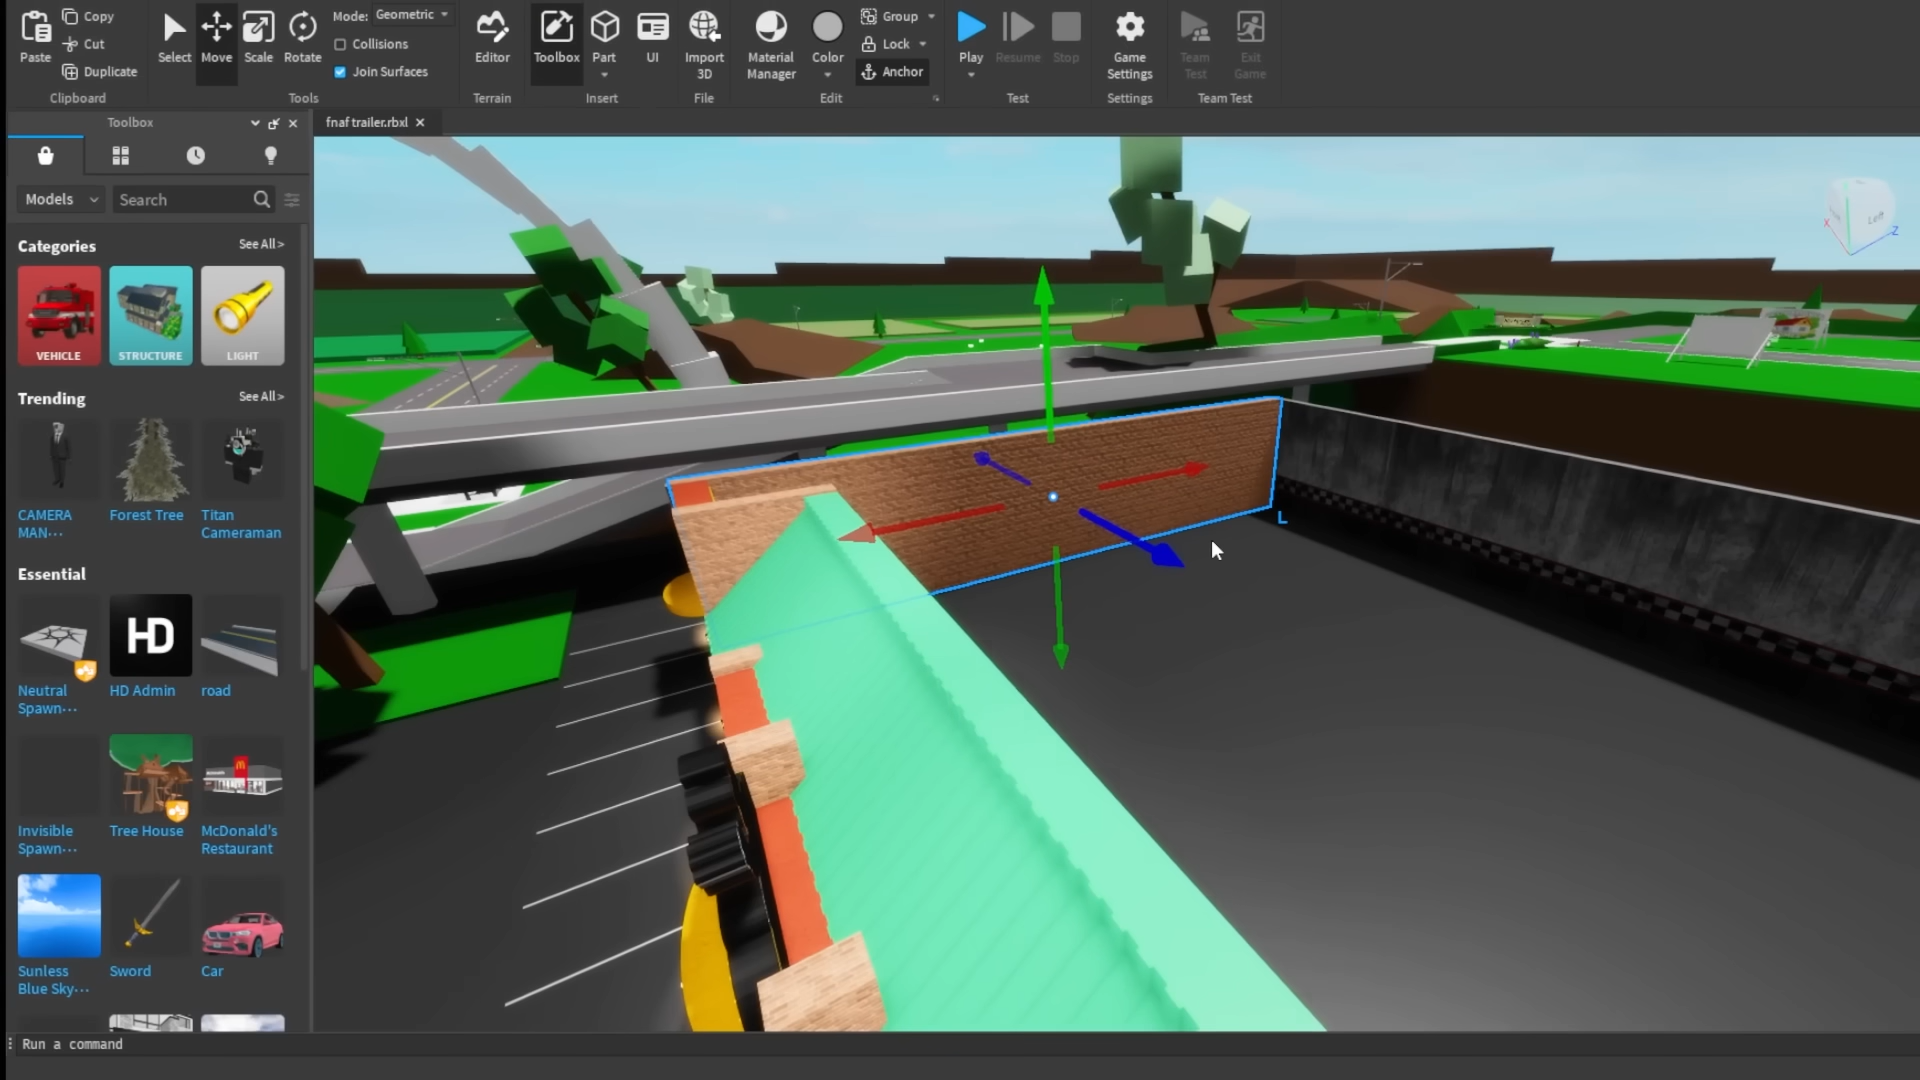 Paste
Copy
Cut
Duplicate
Clipboard
Select
Move
Scale
Rotate
Mode: Geometric
Collisions
Join Surfaces
Tools
Editor
Terrain
Toolbox
Part
UI
Insert
Import
3D
File
Material
Manager
Color
Group
Lock
Anchor
Edit
Play
Resume
Stop
Test
Game
Settings
Settings
Team
Test
Exit
Game
Team Test
Toolbox
fnaf trailer.rbxl
Models
Search
Categories
See All >
VEHICLE
STRUCTURE
LIGHT
Trending
See All >
CAMERA
MAN...
Forest Tree
Titan
Cameraman
Essential
HD
Neutral
Spawn...
HD Admin
road
Invisible
Spawn...
Tree House
McDonald's
Restaurant
Sunless
Blue Sky...
Sword
Car
Left
X
Z
L
Run a command